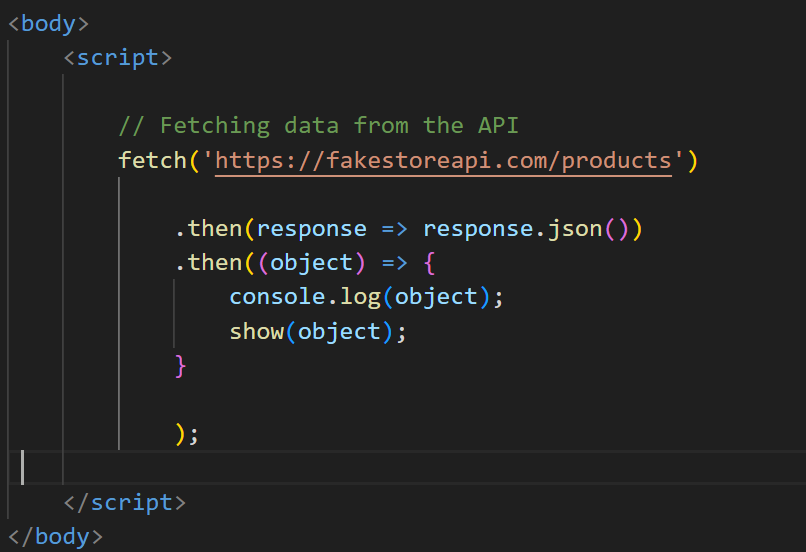 <body>
<script>
// Fetching data from the API
fetch('https://fakestoreapi.com/products')
.then(response => response.json())
.then((object) => {
console.log(object);
show(object);
}
);
</script>
</body>